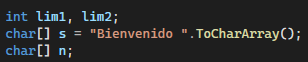 int lim1, lim2;
char[] s = "Bienvenido ".ToCharArray();
char[] n;